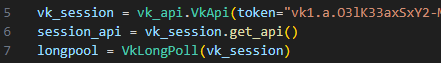 5 vk_session = vk_api.VkApi(token="vk1.a.O3lK33axSxY2-
6 session_api = vk_session.get_api()
7 longpool = VkLongPoll(vk_session)